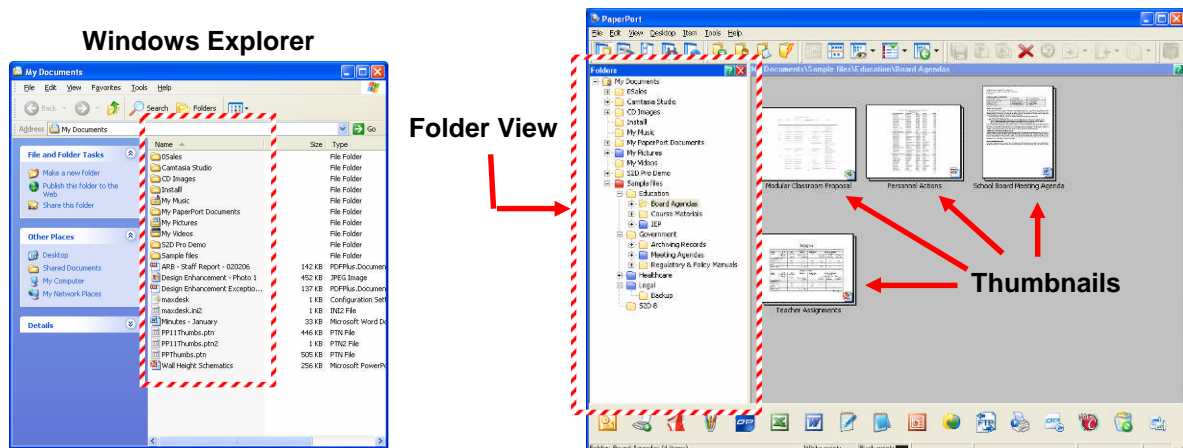 Windows Explorer
My Documents
File Edit View Favorites Tools Help
Back Search Folders
Address My Documents Go
File and Folder Tasks
Make a new folder
Publish this folder to the
Web
Share this folder
Other Places
Desktop
Shared Documents
My Computer
My Network Places
Details
Name Size Type
0Sales File Folder
Camtasia Studio File Folder
CD Images File Folder
Install File Folder
My Music File Folder
My PaperPort Documents File Folder
My Pictures File Folder
My Videos File Folder
S2D Pro Demo File Folder
Sample files File Folder
ARB - Staff Report - 020206 142 KB PDFPlus.Documen
Design Enhancement - Photo 1 452 KB JPEG Image
Design Enhancement Exceptio... 137 KB PDFPlus.Documen
maxdesk 1 KB Configuration Sett
maxdesk.ini2 1 KB INI2 File
Minutes - January 33 KB Microsoft Word Do
PP11Thumbs.ptn 446 KB PTN File
PP11Thumbs.ptn2 1 KB PTN2 File
PPThumbs.ptn 505 KB PTN File
Wall Height Schematics 256 KB Microsoft PowerPo
Folder View
PaperPort
File Edit View Desktop Item Tools Help
Folders
My Documents\Sample files\Education\Board Agendas
My Documents
0Sales
Camtasia Studio
CD Images
Install
My Music
My PaperPort Documents
My Pictures
My Videos
S2D Pro Demo
Sample files
Education
Board Agendas
Course Materials
IEP
Government
Archiving Records
Meeting Agendas
Regulatory & Policy Manuals
Healthcare
Legal
Backup
S2D 8
Modular Classroom Proposal
Personnel Actions
School Board Meeting Agenda
Teacher Assignments
Thumbnails
OP
FTP